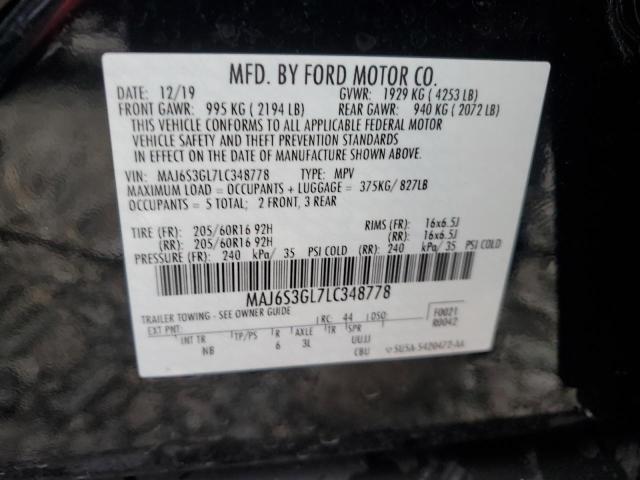 MFD. BY FORD MOTOR CO.
DATE: 12/19 GVWR: 1929 KG ( 4253 LB)
FRONT GAWR: 995 KG ( 2194 LB) REAR GAWR: 940 KG ( 2072 LB)
THIS VEHICLE CONFORMS TO ALL APPLICABLE FEDERAL MOTOR
VEHICLE SAFETY AND THEFT PREVENTION STANDARDS
IN EFFECT ON THE DATE OF MANUFACTURE SHOWN ABOVE.
VIN: MAJ6S3GL7LC348778 TYPE: MPV
MAXIMUM LOAD = OCCUPANTS + LUGGAGE = 375KG/ 827LB
OCCUPANTS = 5 TOTAL; 2 FRONT, 3 REAR
TIRE (FR): 205/60R16 92H RIMS (FR): 16x6.5J
(RR): 205/60R16 92H (RR): 16x6.5J
PRESSURE (FR): 240 kPa/ 35 PSI COLD (RR): 240 kPa/ 35 PSI COLD
MAJ6S3GL7LC348778
TRAILER TOWING - SEE OWNER GUIDE RC: 44 DSO: F0021
EXT PNT: R0042
INT TR TP/PS R AXLE TR SPR
NB 6 3L UUJJ
CBU